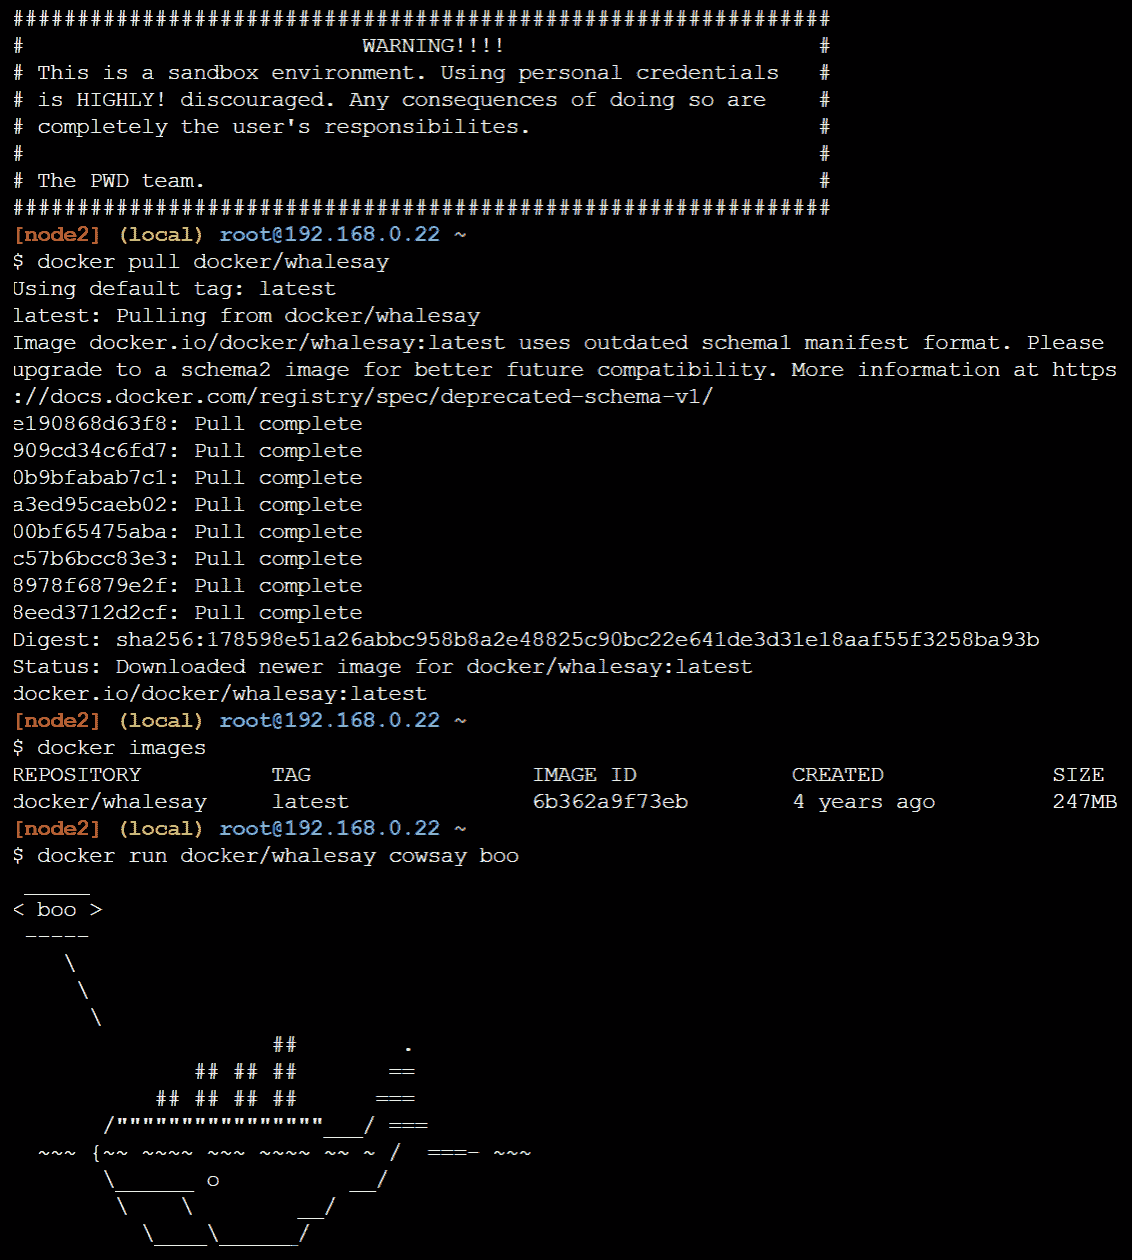 ###############################################################
#                          WARNING!!!!                        #
# This is a sandbox environment. Using personal credentials   #
# is HIGHLY! discouraged. Any consequences of doing so are    #
# completely the user's responsibilites.                      #
#                                                             #
# The PWD team.                                               #
###############################################################
[node2] (local) root@192.168.0.22 ~
$ docker pull docker/whalesay
Using default tag: latest
latest: Pulling from docker/whalesay
Image docker.io/docker/whalesay:latest uses outdated schema1 manifest format. Please
upgrade to a schema2 image for better future compatibility. More information at https
://docs.docker.com/registry/spec/deprecated-schema-v1/
e190868d63f8: Pull complete
909cd34c6fd7: Pull complete
0b9bfabab7c1: Pull complete
a3ed95caeb02: Pull complete
00bf65475aba: Pull complete
c57b6bcc83e3: Pull complete
8978f6879e2f: Pull complete
8eed3712d2cf: Pull complete
Digest: sha256:178598e51a26abbc958b8a2e48825c90bc22e641de3d31e18aaf55f3258ba93b
Status: Downloaded newer image for docker/whalesay:latest
docker.io/docker/whalesay:latest
[node2] (local) root@192.168.0.22 ~
$ docker images
REPOSITORY          TAG                 IMAGE ID            CREATED             SIZE
docker/whalesay     latest              6b362a9f73eb        4 years ago         247MB
[node2] (local) root@192.168.0.22 ~
$ docker run docker/whalesay cowsay boo
 _____
< boo >
 -----
    \
     \
      \
                    ##        .
              ## ## ##       ==
           ## ## ## ##      ===
       /""""""""""""""""___/ ===
  ~~~ {~~ ~~~~ ~~~ ~~~~ ~~ ~ /  ===- ~~~
       \______ o          __/
        \    \        __/
          \____\______/